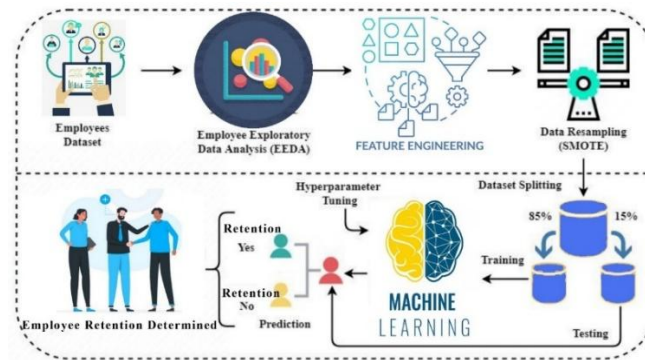 Employees
Dataset
Employee Exploratory
Data Analysis (EEDA)
FEATURE ENGINEERING
Data Resampling
(SMOTE)
Hyperparameter
Tuning
Dataset Splitting
85%
15%
Retention
Yes
Training
Retention
No
MACHINE
LEARNING
Employee Retention Determined
Prediction
Testing